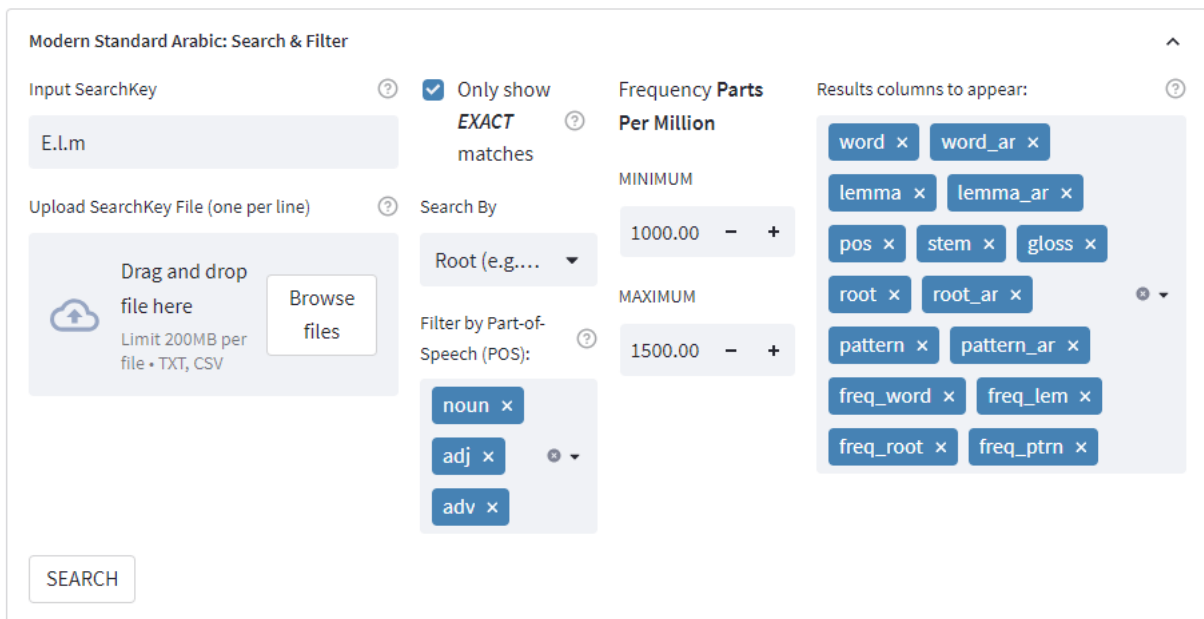 Modern Standard Arabic: Search & Filter
Input SearchKey
E.l.m
Upload SearchKey File (one per line)
Drag and drop
file here
Limit 200MB per
file • TXT, CSV
Browse
files
Only show
EXACT
matches
Search By
Root (e.g....
Filter by Part-of-
Speech (POS):
noun ×
adj ×
adv ×
Frequency Parts
Per Million
MINIMUM
1000.00 − +
MAXIMUM
1500.00 − +
Results columns to appear:
word × word_ar ×
lemma × lemma_ar ×
pos × stem × gloss ×
root × root_ar ×
pattern × pattern_ar ×
freq_word × freq_lem ×
freq_root × freq_ptrn ×
SEARCH